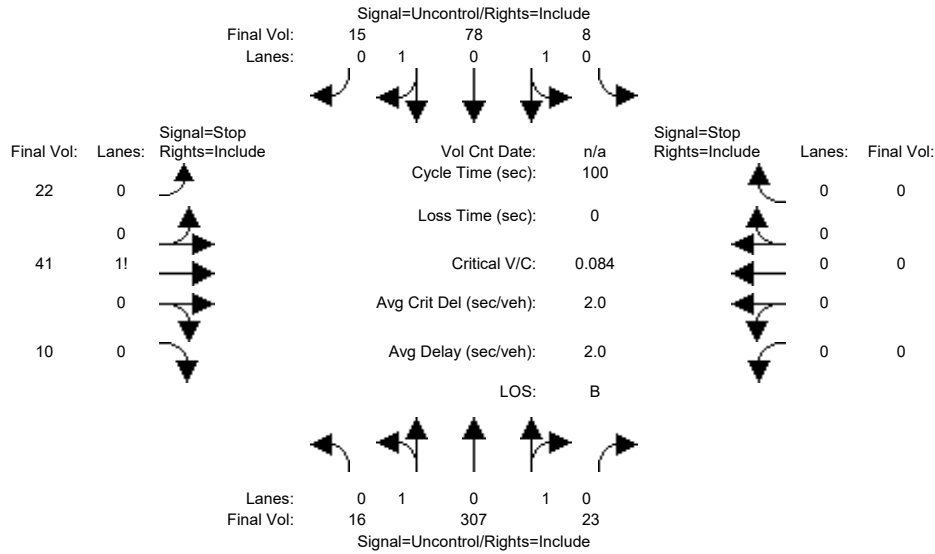 Signal=Uncontrol/Rights=Include
Final Vol: 15 78 8
Lanes: 0 1 0 1 0
Signal=Stop Signal=Stop
Final Vol: Lanes: Rights=Include Vol Cnt Date: n/a Rights=Include Lanes: Final Vol:
Cycle Time (sec): 100
22 0 0 0
Loss Time (sec): 0
0 0
41 1! Critical V/C: 0.084 0 0
0 Avg Crit Del (sec/veh): 2.0 0
10 0 Avg Delay (sec/veh): 2.0 0 0
LOS: B
Lanes: 0 1 0 1 0
Final Vol: 16 307 23
Signal=Uncontrol/Rights=Include